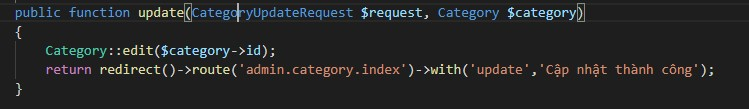 public function update(CategoryUpdateRequest $request, Category $category)
{
Category::edit($category->id);
return redirect()->route('admin.category.index')->with('update','Cập nhật thành công');
}